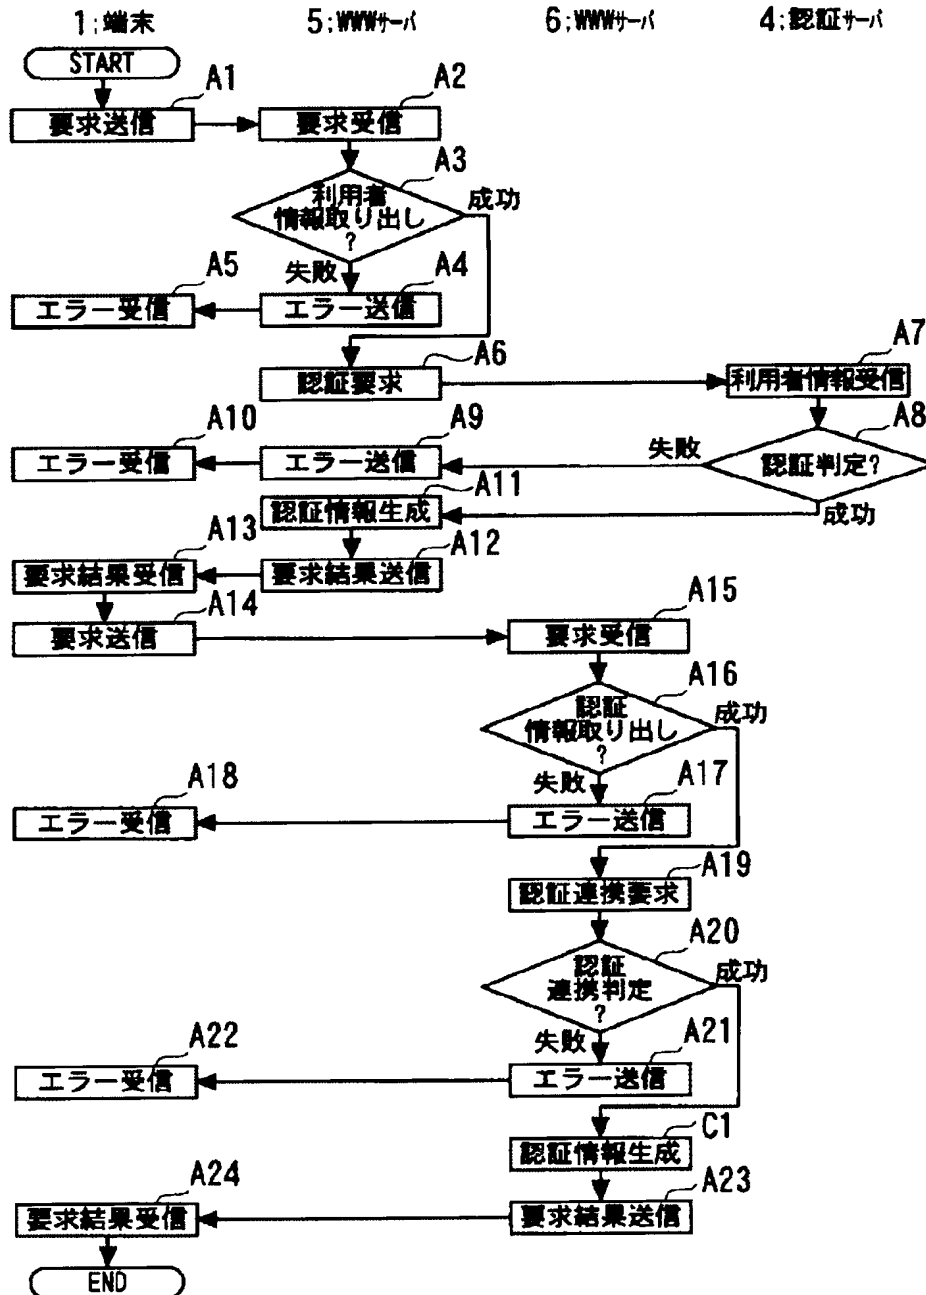 1;端末
5;WWWサーバ
6;WWWサーバ
4;認証サーバ
START
A1
要求送信
A2
要求受信
A3
利用者
情報取り出し
?
成功
失敗
A4
エラー送信
A5
エラー受信
A6
認証要求
A7
利用者情報受信
A8
認証判定?
失敗
成功
A9
エラー送信
A10
エラー受信
A11
認証情報生成
A12
要求結果送信
A13
要求結果受信
A14
要求送信
A15
要求受信
A16
認証
情報取り出し
?
成功
失敗
A17
エラー送信
A18
エラー受信
A19
認証連携要求
A20
認証
連携判定
?
成功
失敗
A21
エラー送信
A22
エラー受信
C1
認証情報生成
A23
要求結果送信
A24
要求結果受信
END